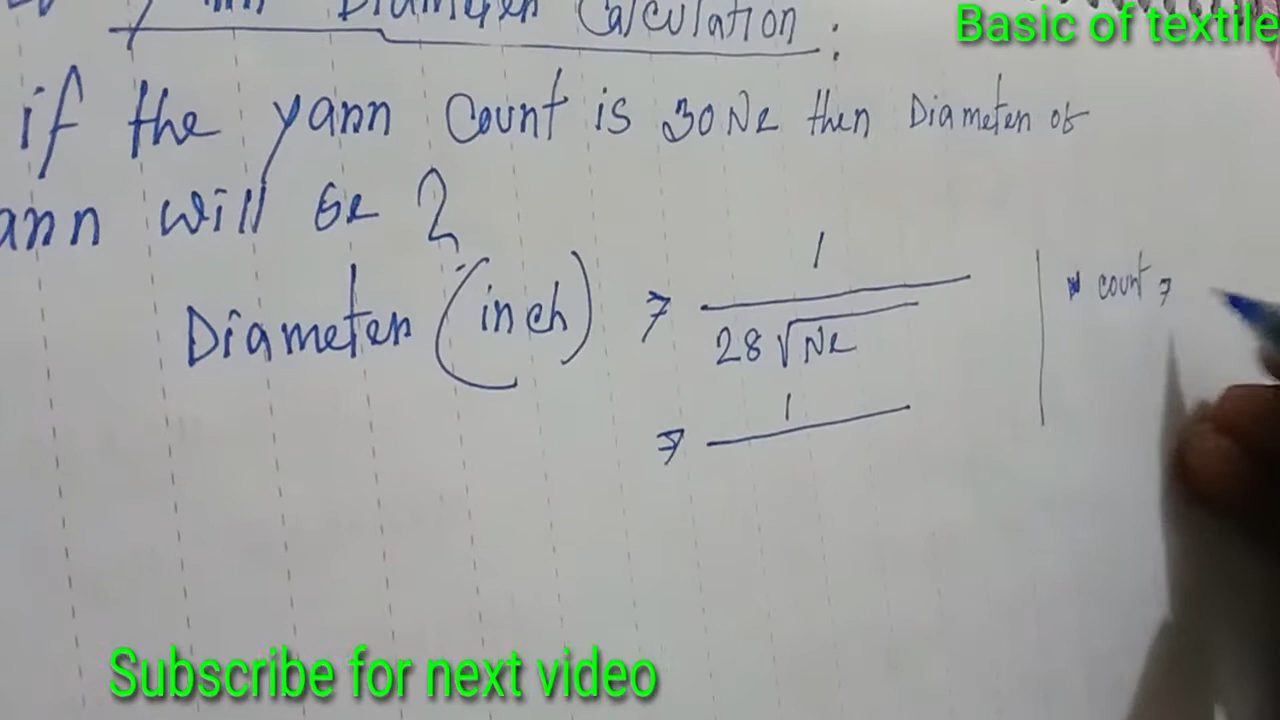 Basic of textile
Diameter Calculation :
if the yarn Count is 30 Ne then Diameter of
will be ?
Diameter (inch) = 1
28 √Ne
= 1
* count =
Subscribe for next video